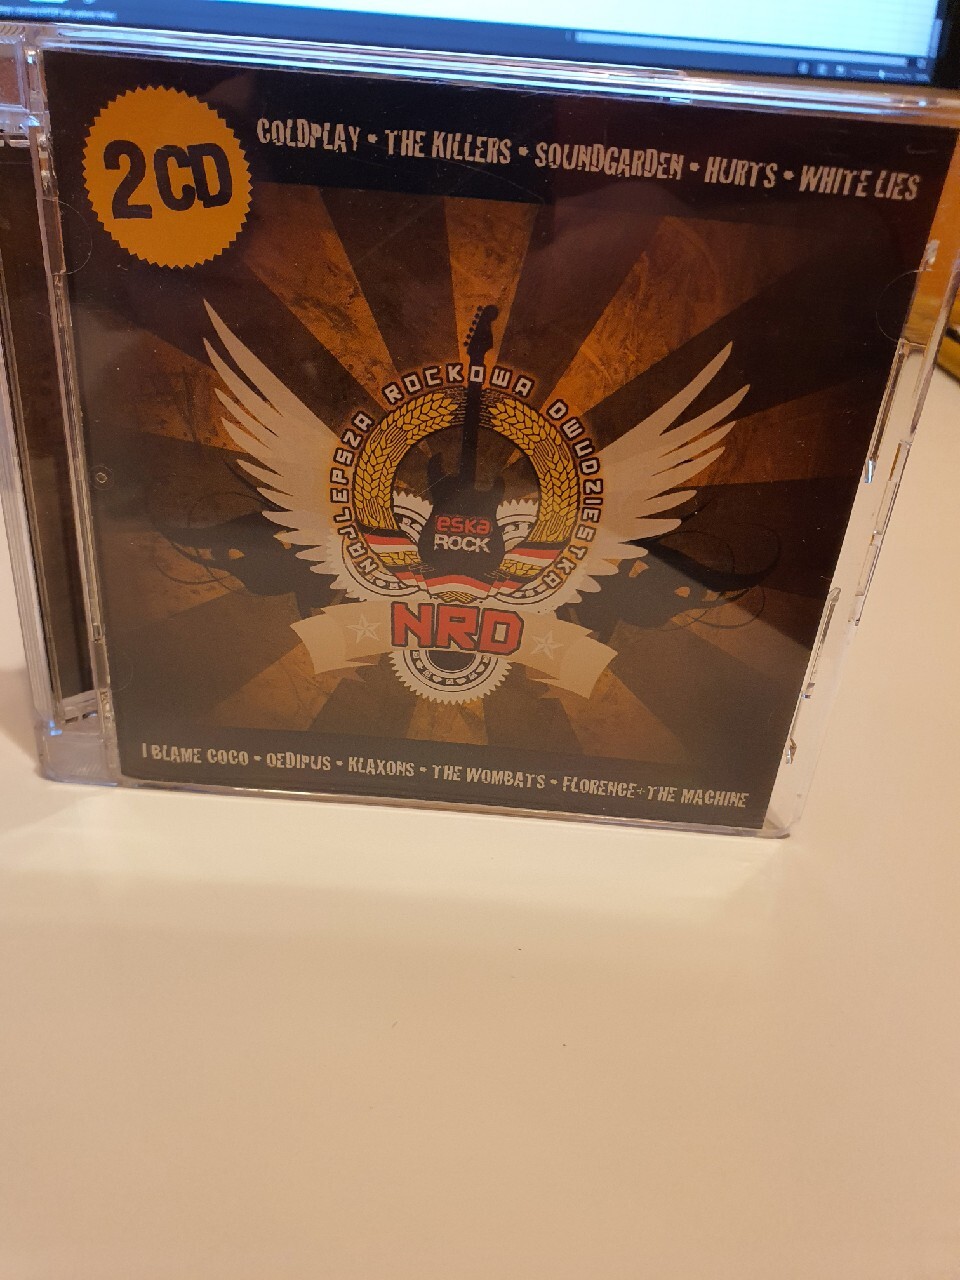 2CD
COLDPLAY • THE KILLERS • SOUNDGARDEN • HURTS • WHITE LIES
NAJLEPSZA ROCKOWA DWUDZIESTKA
eska
ROCK
NRD
I BLAME COCO • OEDIPUS • KLAXONS • THE WOMBATS • FLORENCE+THE MACHINE